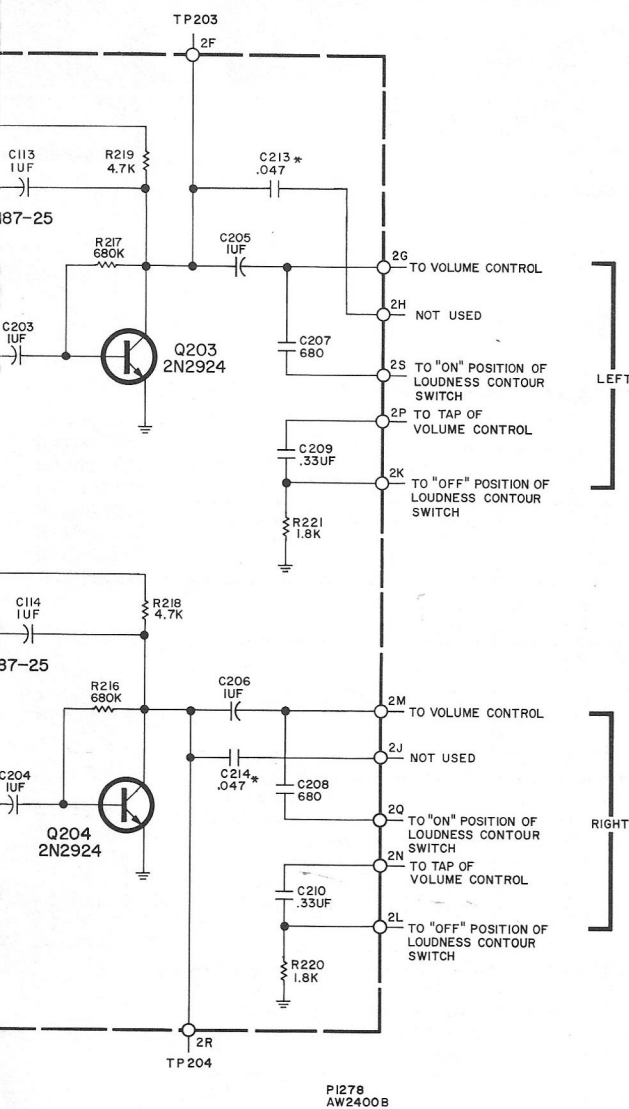 TP203
2F
C113
1UF
R219
4.7K
C213 *
.047
187-25
R217
680K
C205
1UF
2G
TO VOLUME CONTROL
2H
NOT USED
C203
1UF
Q203
2N2924
C207
680
2S
TO "ON" POSITION OF
LOUDNESS CONTOUR
SWITCH
LEFT
2P
TO TAP OF
VOLUME CONTROL
C209
.33UF
2K
TO "OFF" POSITION OF
LOUDNESS CONTOUR
SWITCH
R221
1.8K
C114
1UF
R218
4.7K
87-25
R216
680K
C206
1UF
2M
TO VOLUME CONTROL
2J
NOT USED
C214 *
.047
C204
1UF
C208
680
Q204
2N2924
2Q
TO "ON" POSITION OF
LOUDNESS CONTOUR
SWITCH
RIGHT
2N
TO TAP OF
VOLUME CONTROL
C210
.33UF
2L
TO "OFF" POSITION OF
LOUDNESS CONTOUR
SWITCH
R220
1.8K
2R
TP204
P1278
AW2400B